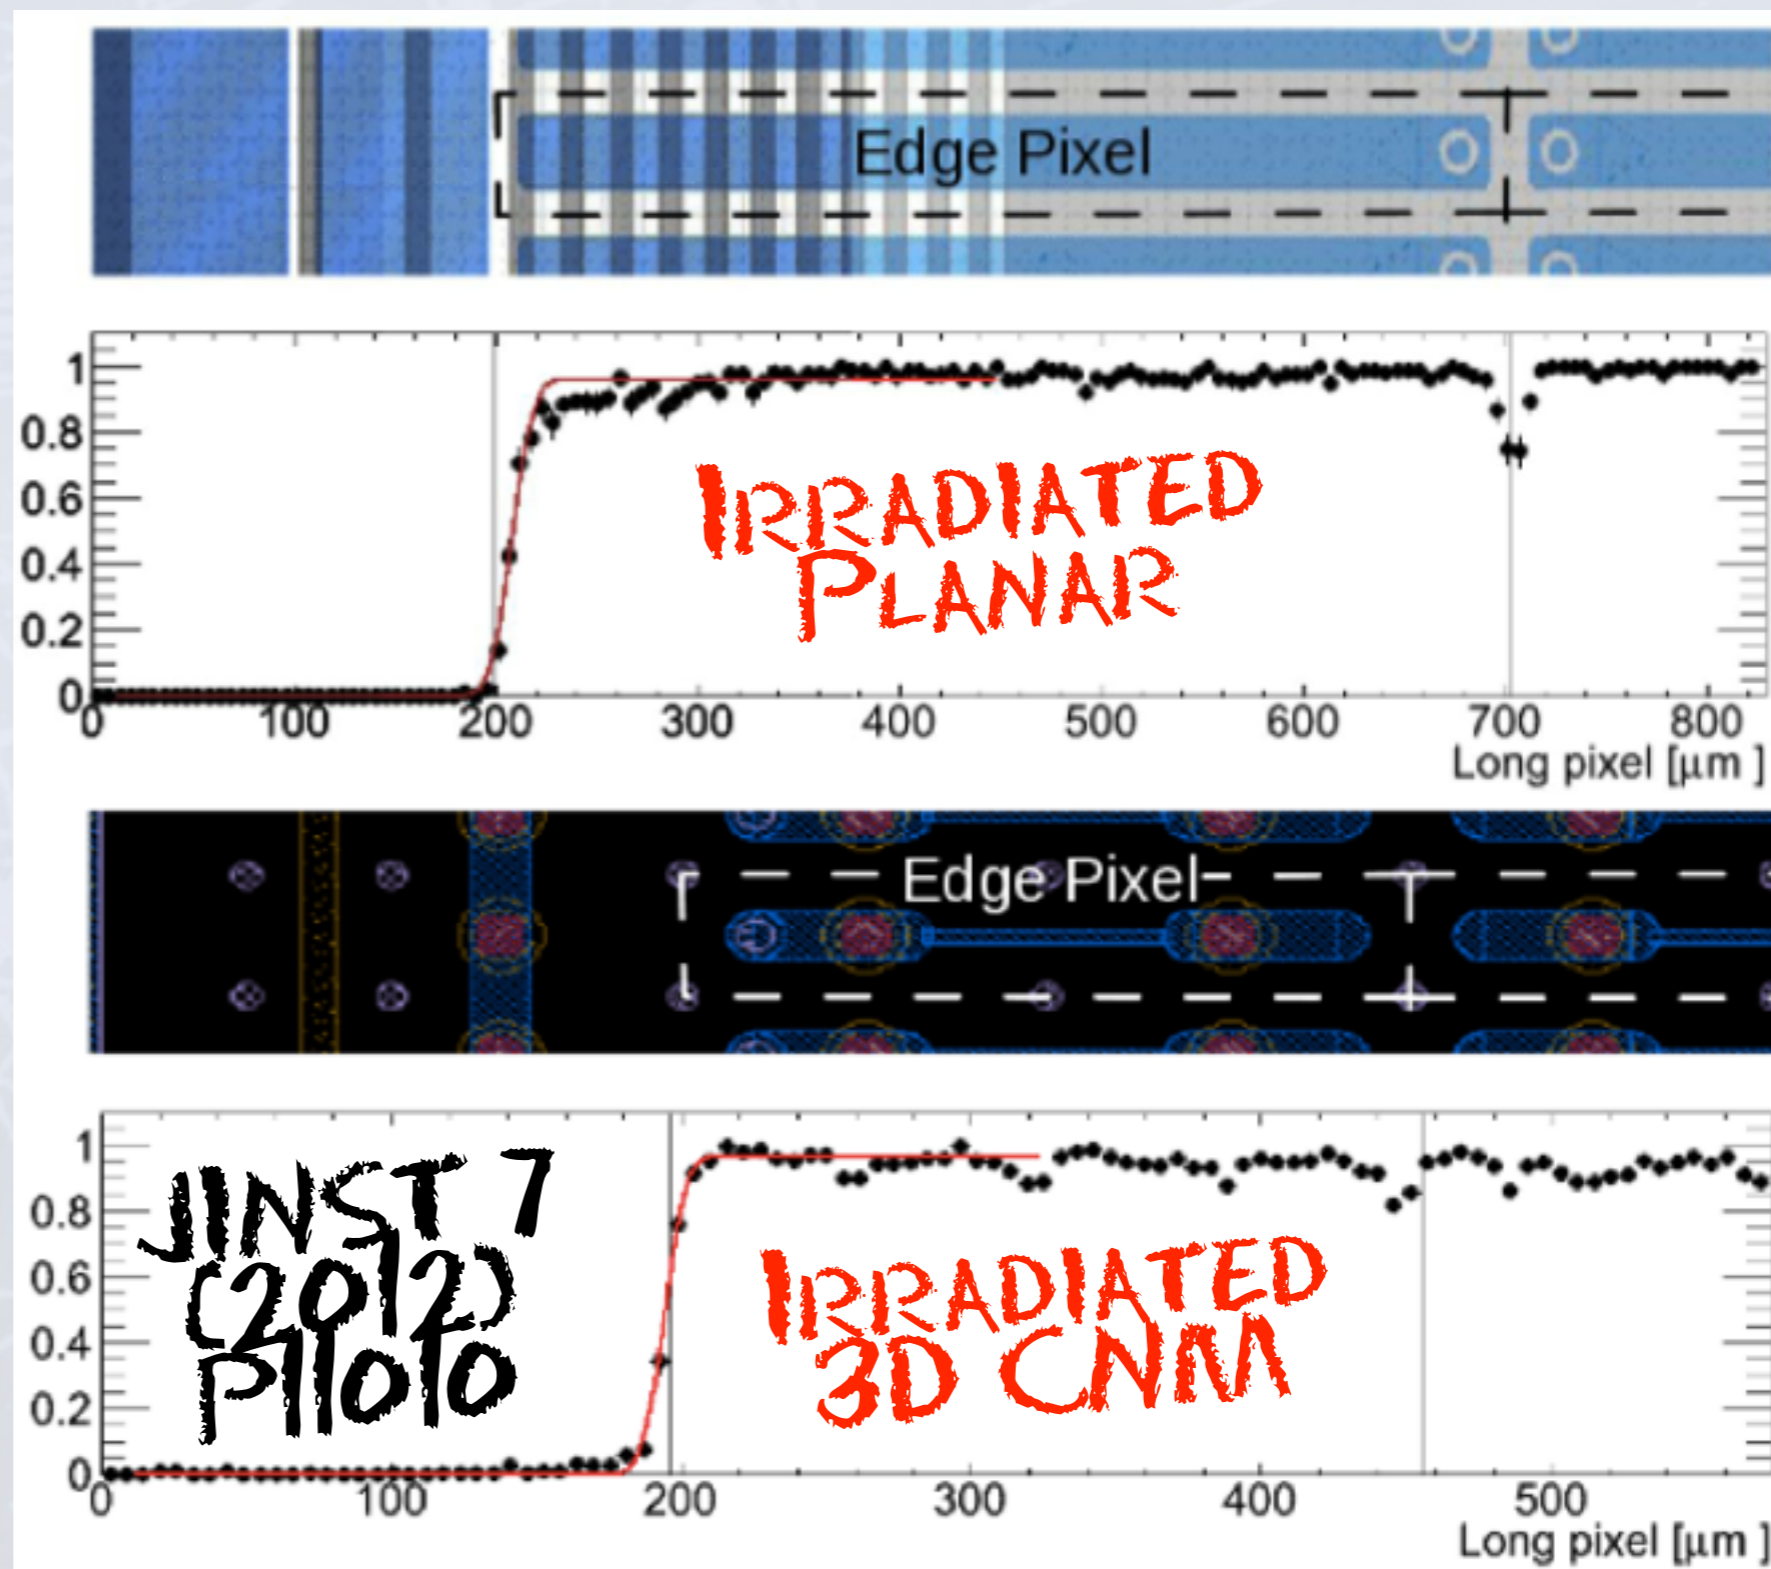 Edge Pixel
1
0.8
0.6
0.4
0.2
0
0 100 200 300 400 500 600 700 800
Long pixel [μm ]
IRRADIATED
PLANAR
Edge Pixel
1
0.8
0.6
0.4
0.2
0
0 100 200 300 400 500
Long pixel [μm ]
JINST 7
(2012)
P11010
IRRADIATED
3D CNM